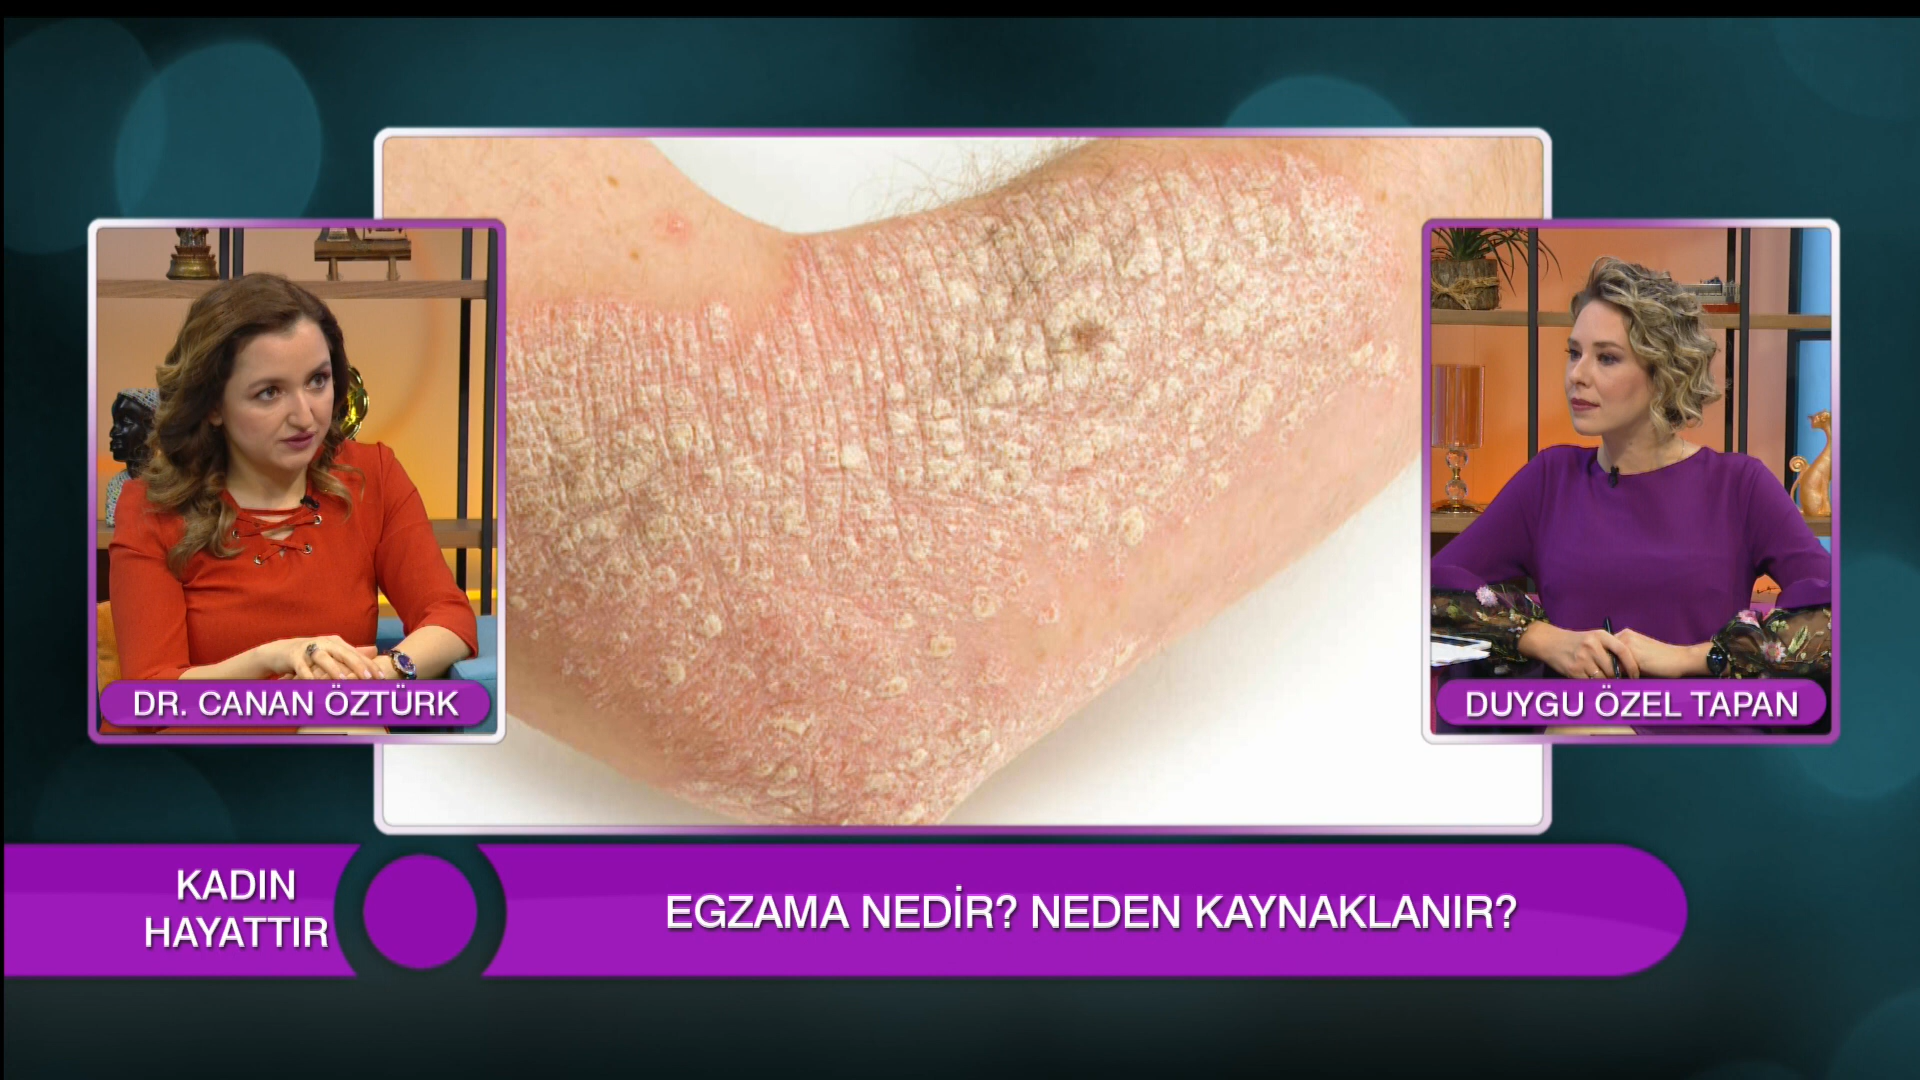 DR. CANAN ÖZTÜRK
DUYGU ÖZEL TAPAN
KADIN
HAYATTIR
EGZAMA NEDİR? NEDEN KAYNAKLANIR?